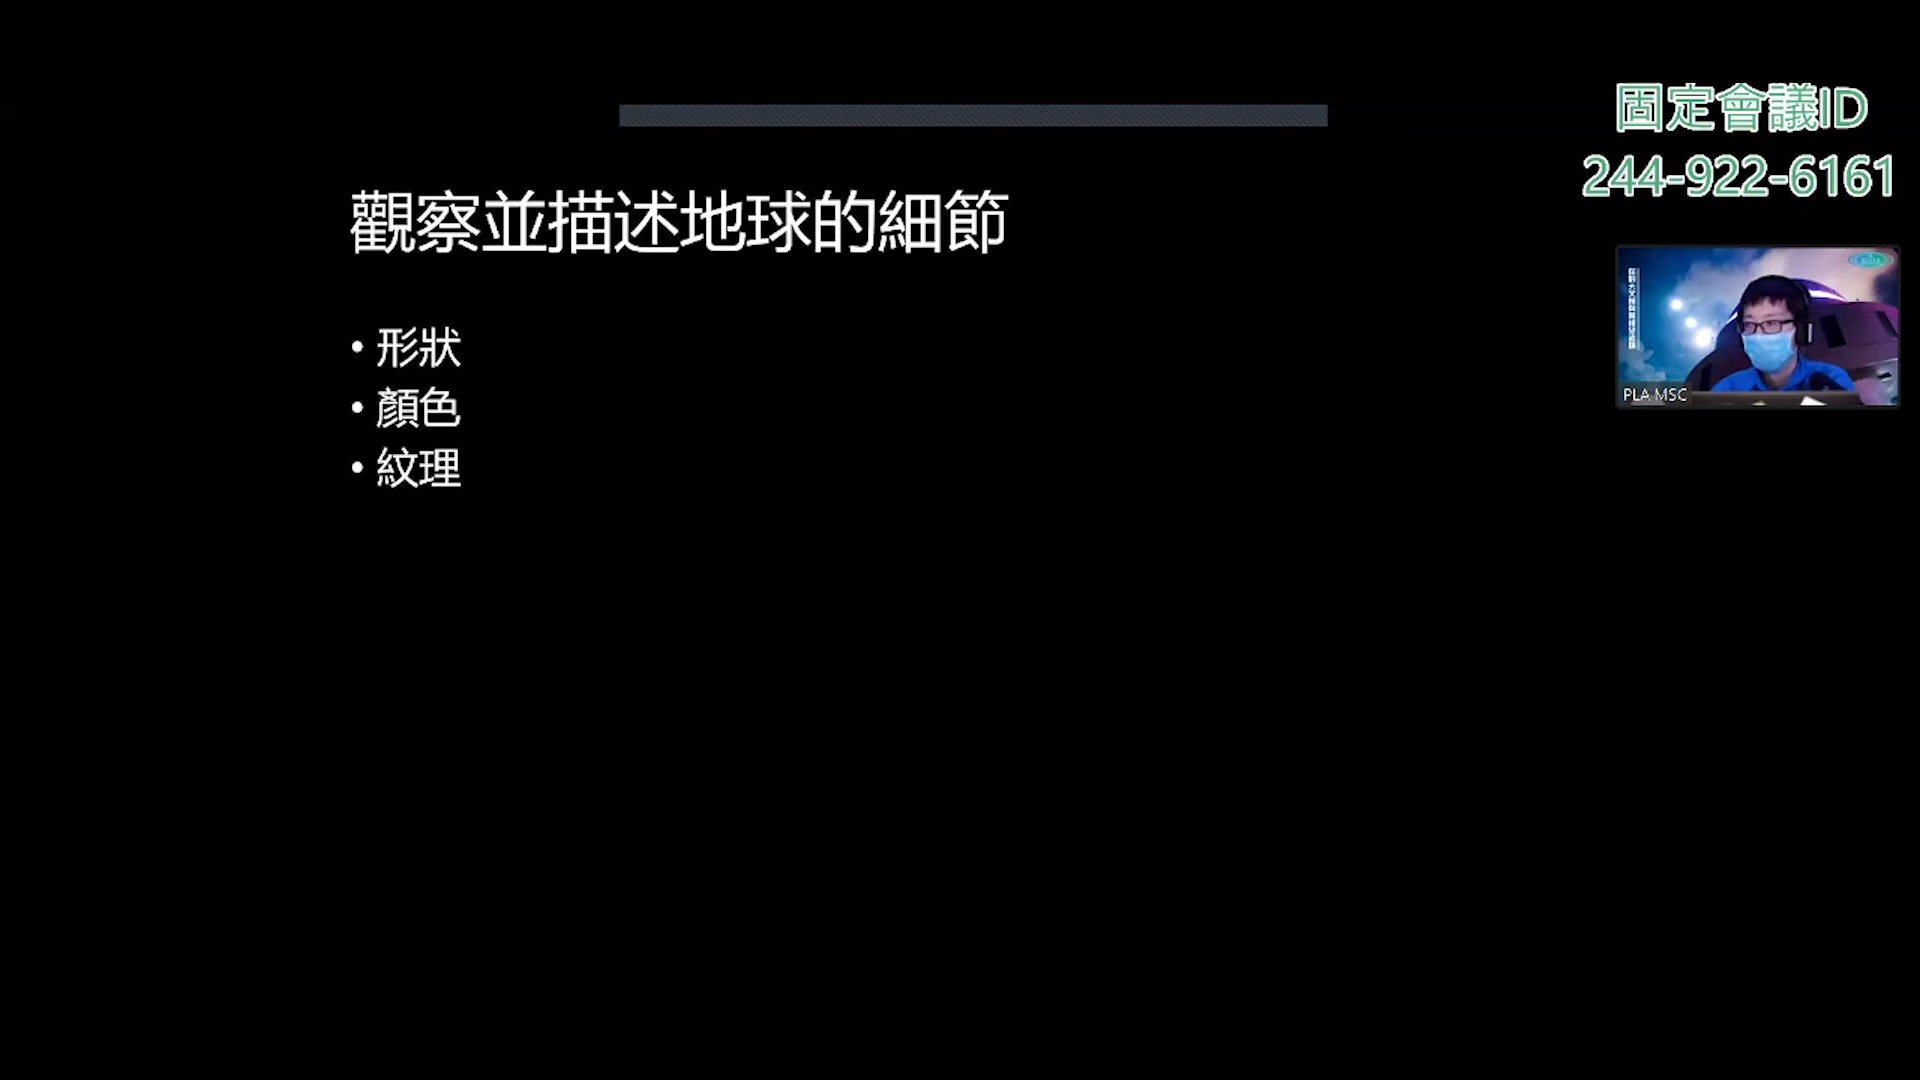 固定會議ID
244-922-6161
觀察並描述地球的細節
• 形狀
• 顏色
• 紋理
PLA MSC